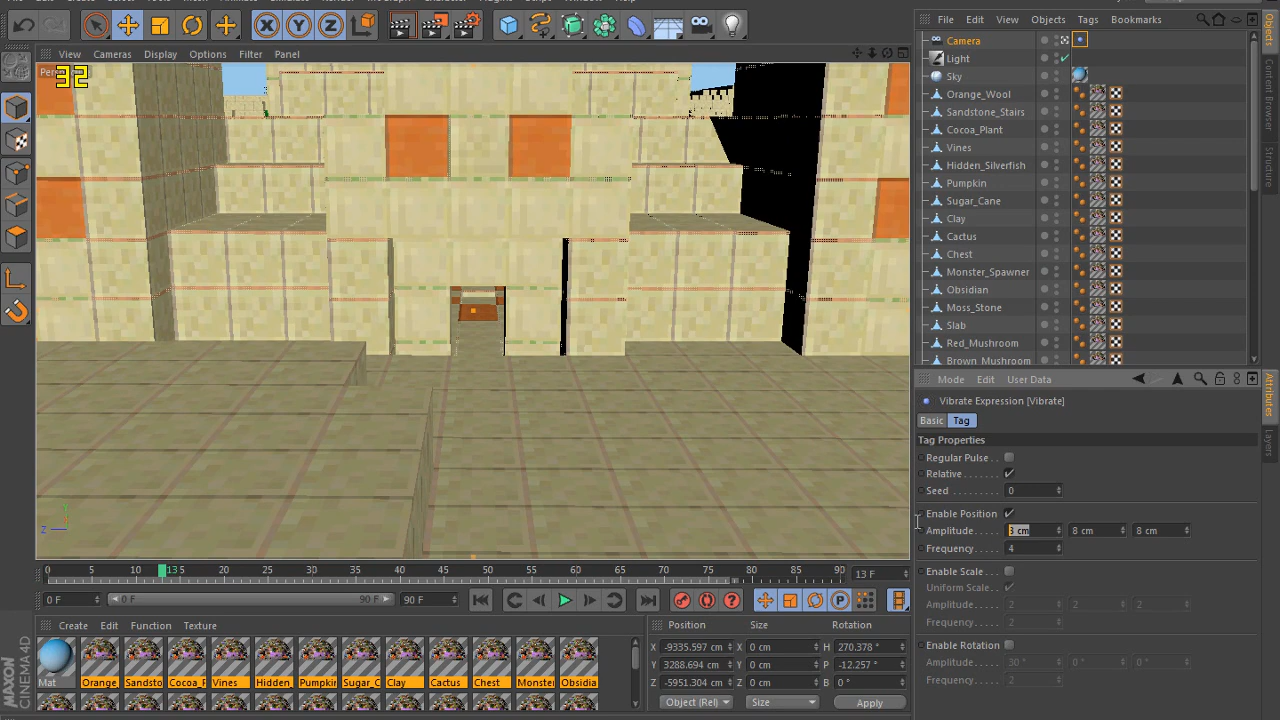 File Edit View Objects Tags Bookmarks
View Cameras Display Options Filter Panel
32
Camera
Light
Sky
Orange_Wool
Sandstone_Stairs
Cocoa_Plant
Vines
Hidden_Silverfish
Pumpkin
Sugar_Cane
Clay
Cactus
Chest
Monster_Spawner
Obsidian
Moss_Stone
Slab
Red_Mushroom
Brown_Mushroom
Objects
Content Browser
Structure
Mode Edit User Data
Attributes
Layers
Vibrate Expression [Vibrate]
Basic Tag
Tag Properties
Regular Pulse
Relative
Seed 0
Enable Position
Amplitude 8 cm 8 cm 8 cm
Frequency 4
Enable Scale
Uniform Scale
Amplitude 2 2 2
Frequency 2
Enable Rotation
Amplitude 30 ° 0 ° 0 °
Frequency 2
Y
Z
0 5 10 13 5 20 25 30 35 40 45 50 55 60 65 70 75 80 85 90 13 F
0 F 0 F 90 F 90 F
Create Edit Function Texture
Mat Orange Sandsto Cocoa_P Vines Hidden Pumpkin Sugar_C Clay Cactus Chest Monster Obsidia
Position Size Rotation
X -9335.597 cm X 0 cm H 270.378 °
Y 3288.694 cm Y 0 cm P -12.257 °
Z -5951.304 cm Z 0 cm B 0 °
Object (Rel) Size Apply
MAXON
CINEMA 4D